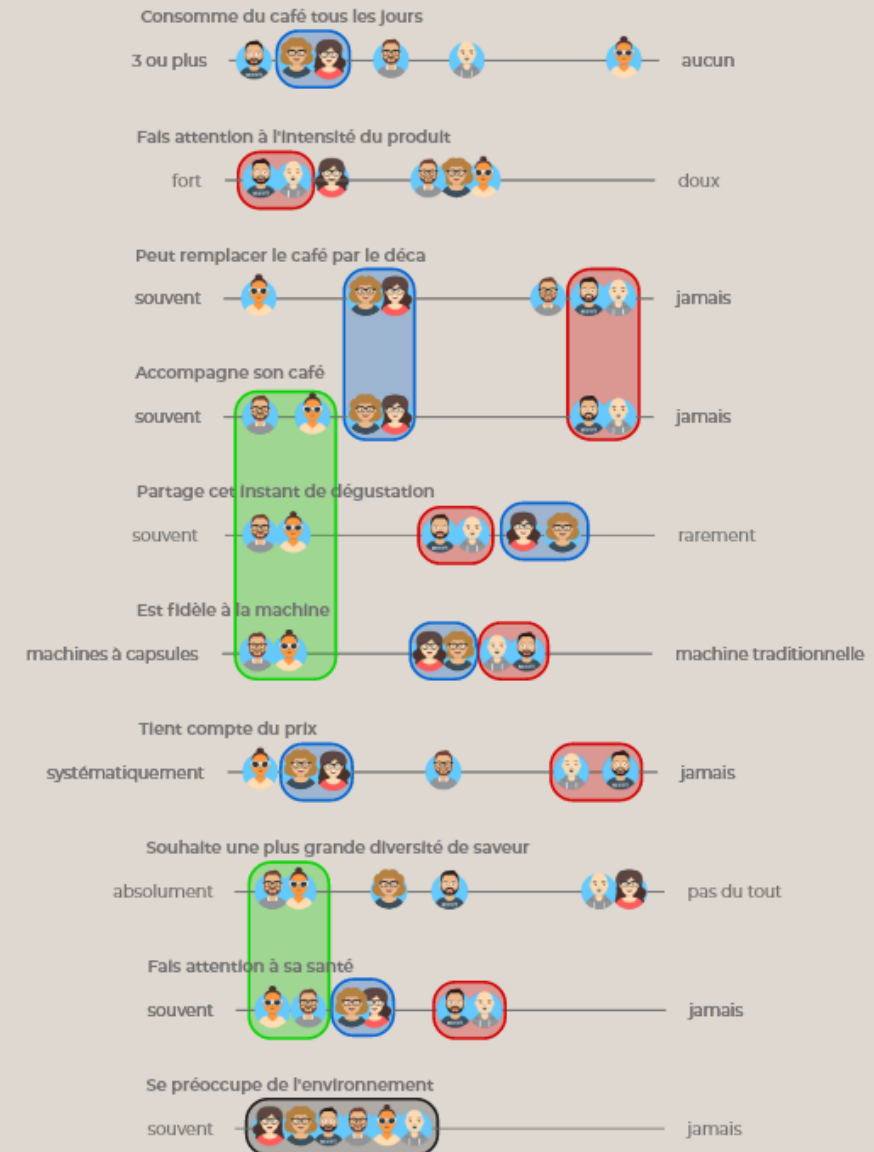 Consomme du café tous les jours
3 ou plus aucun
Fais attention à l'intensité du produit
fort doux
Peut remplacer le café par le déca
souvent jamais
Accompagne son café
souvent jamais
Partage cet instant de dégustation
souvent rarement
Est fidèle à la machine
machines à capsules machine traditionnelle
Tient compte du prix
systématiquement jamais
Souhaite une plus grande diversité de saveur
absolument pas du tout
Fais attention à sa santé
souvent jamais
Se préoccupe de l'environnement
souvent jamais